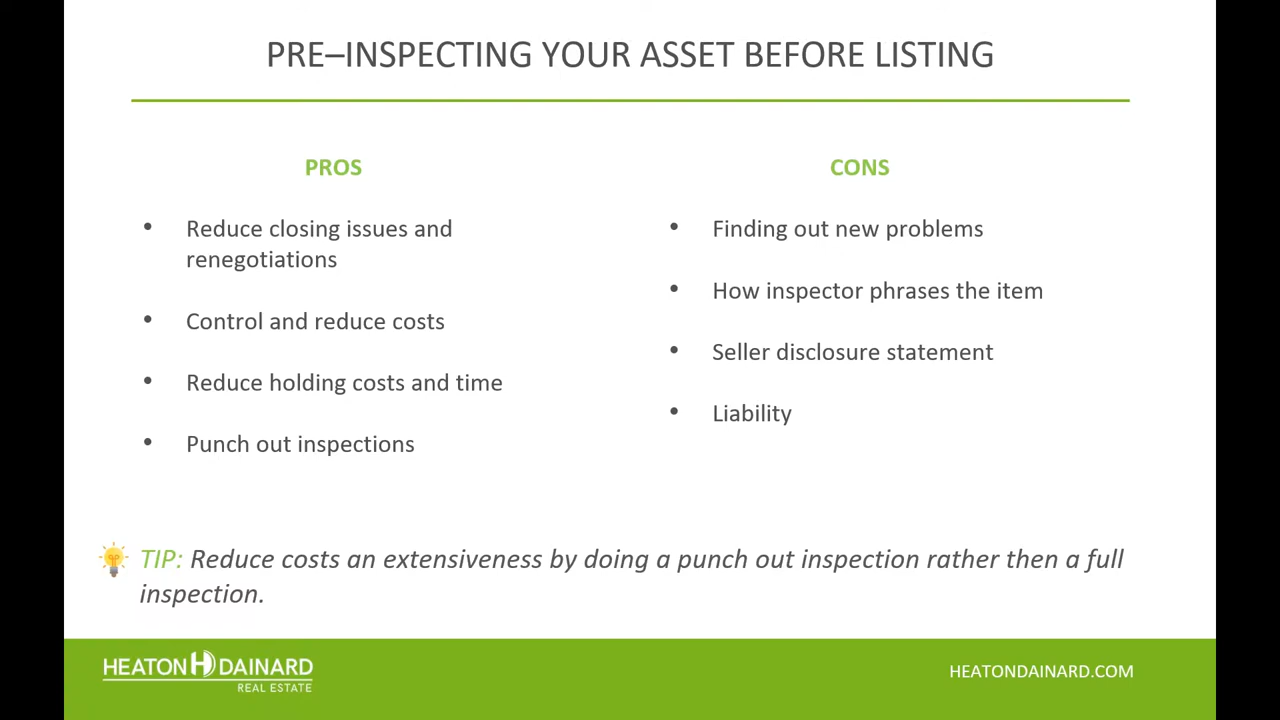 PRE–INSPECTING YOUR ASSET BEFORE LISTING
PROS
• Reduce closing issues and
renegotiations
• Control and reduce costs
• Reduce holding costs and time
• Punch out inspections
CONS
• Finding out new problems
• How inspector phrases the item
• Seller disclosure statement
• Liability
TIP: Reduce costs an extensiveness by doing a punch out inspection rather then a full
inspection.
HEATON DAINARD
REAL ESTATE
HEATONDAINARD.COM